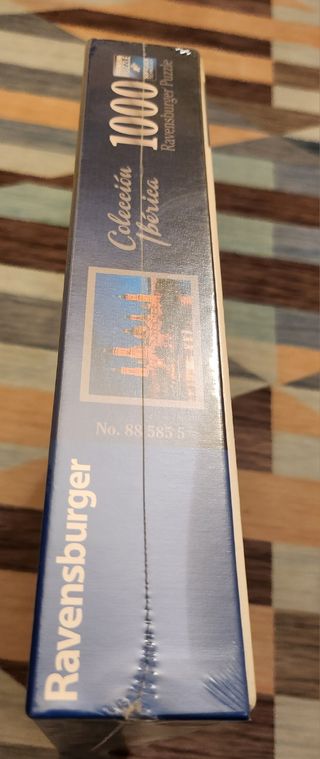 1000
Ravensburger Puzzle
Colección
Ibérica
No. 88 585 5
Ravensburger